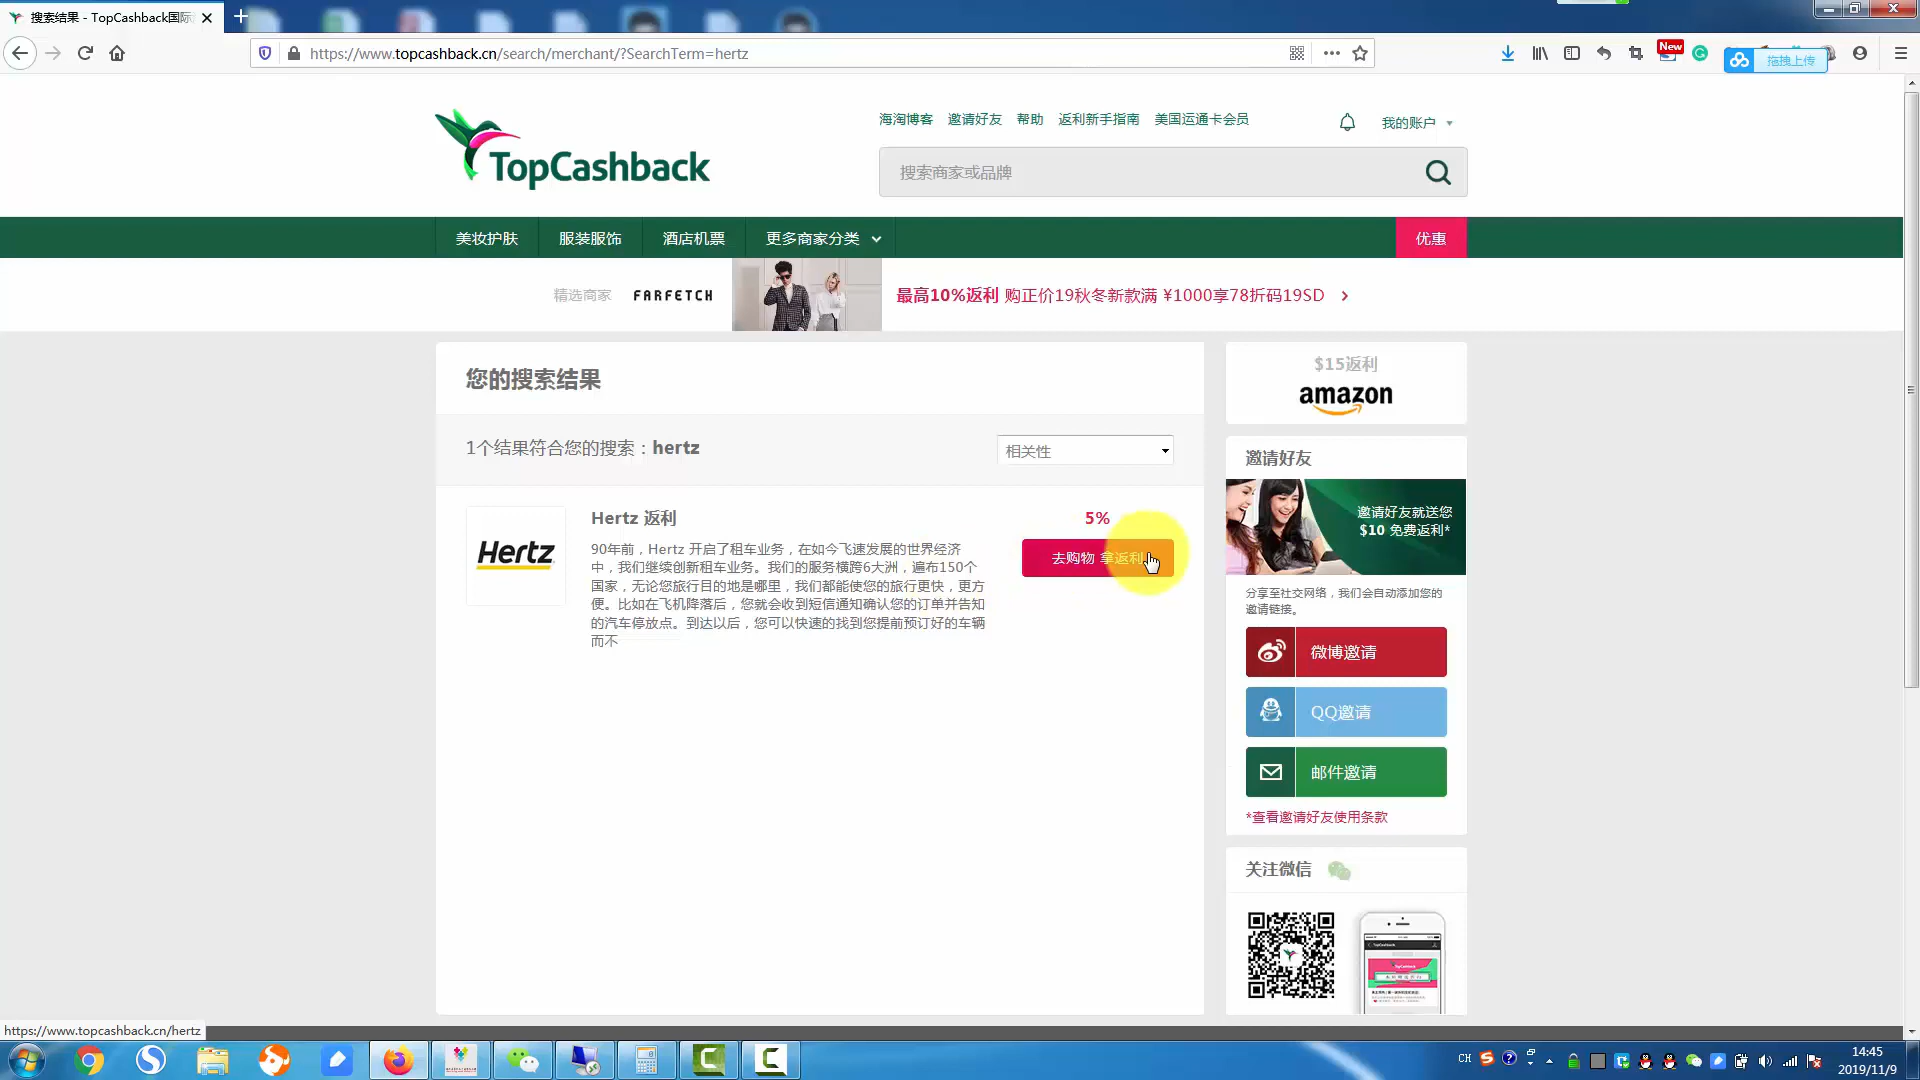 搜索结果 - TopCashback国际
https://www.topcashback.cn/search/merchant/?SearchTerm=hertz
New
拖拽上传
TopCashback
海淘博客 邀请好友 帮助 返利新手指南 美国运通卡会员
我的账户
搜索商家或品牌
美妆护肤 服装服饰 酒店机票 更多商家分类 优惠
精选商家 FARFETCH 最高10%返利 购正价19秋冬新款满 ¥1000享78折码19SD
您的搜索结果
1个结果符合您的搜索：hertz
相关性
Hertz
Hertz 返利
90年前，Hertz 开启了租车业务，在如今飞速发展的世界经济
中，我们继续创新租车业务。我们的服务横跨6大洲，遍布150个
国家，无论您旅行目的地是哪里，我们都能使您的旅行更快，更方
便。比如在飞机降落后，您就会收到短信通知确认您的订单并告知
的汽车停放点。到达以后，您可以快速的找到您提前预订好的车辆
而不
5%
去购物 拿返利
$15返利
amazon
邀请好友
邀请好友就送您
$10 免费返利*
分享至社交网络，我们会自动添加您的
邀请链接。
微博邀请
QQ邀请
邮件邀请
*查看邀请好友使用条款
关注微信
https://www.topcashback.cn/hertz
CH
14:45
2019/11/9